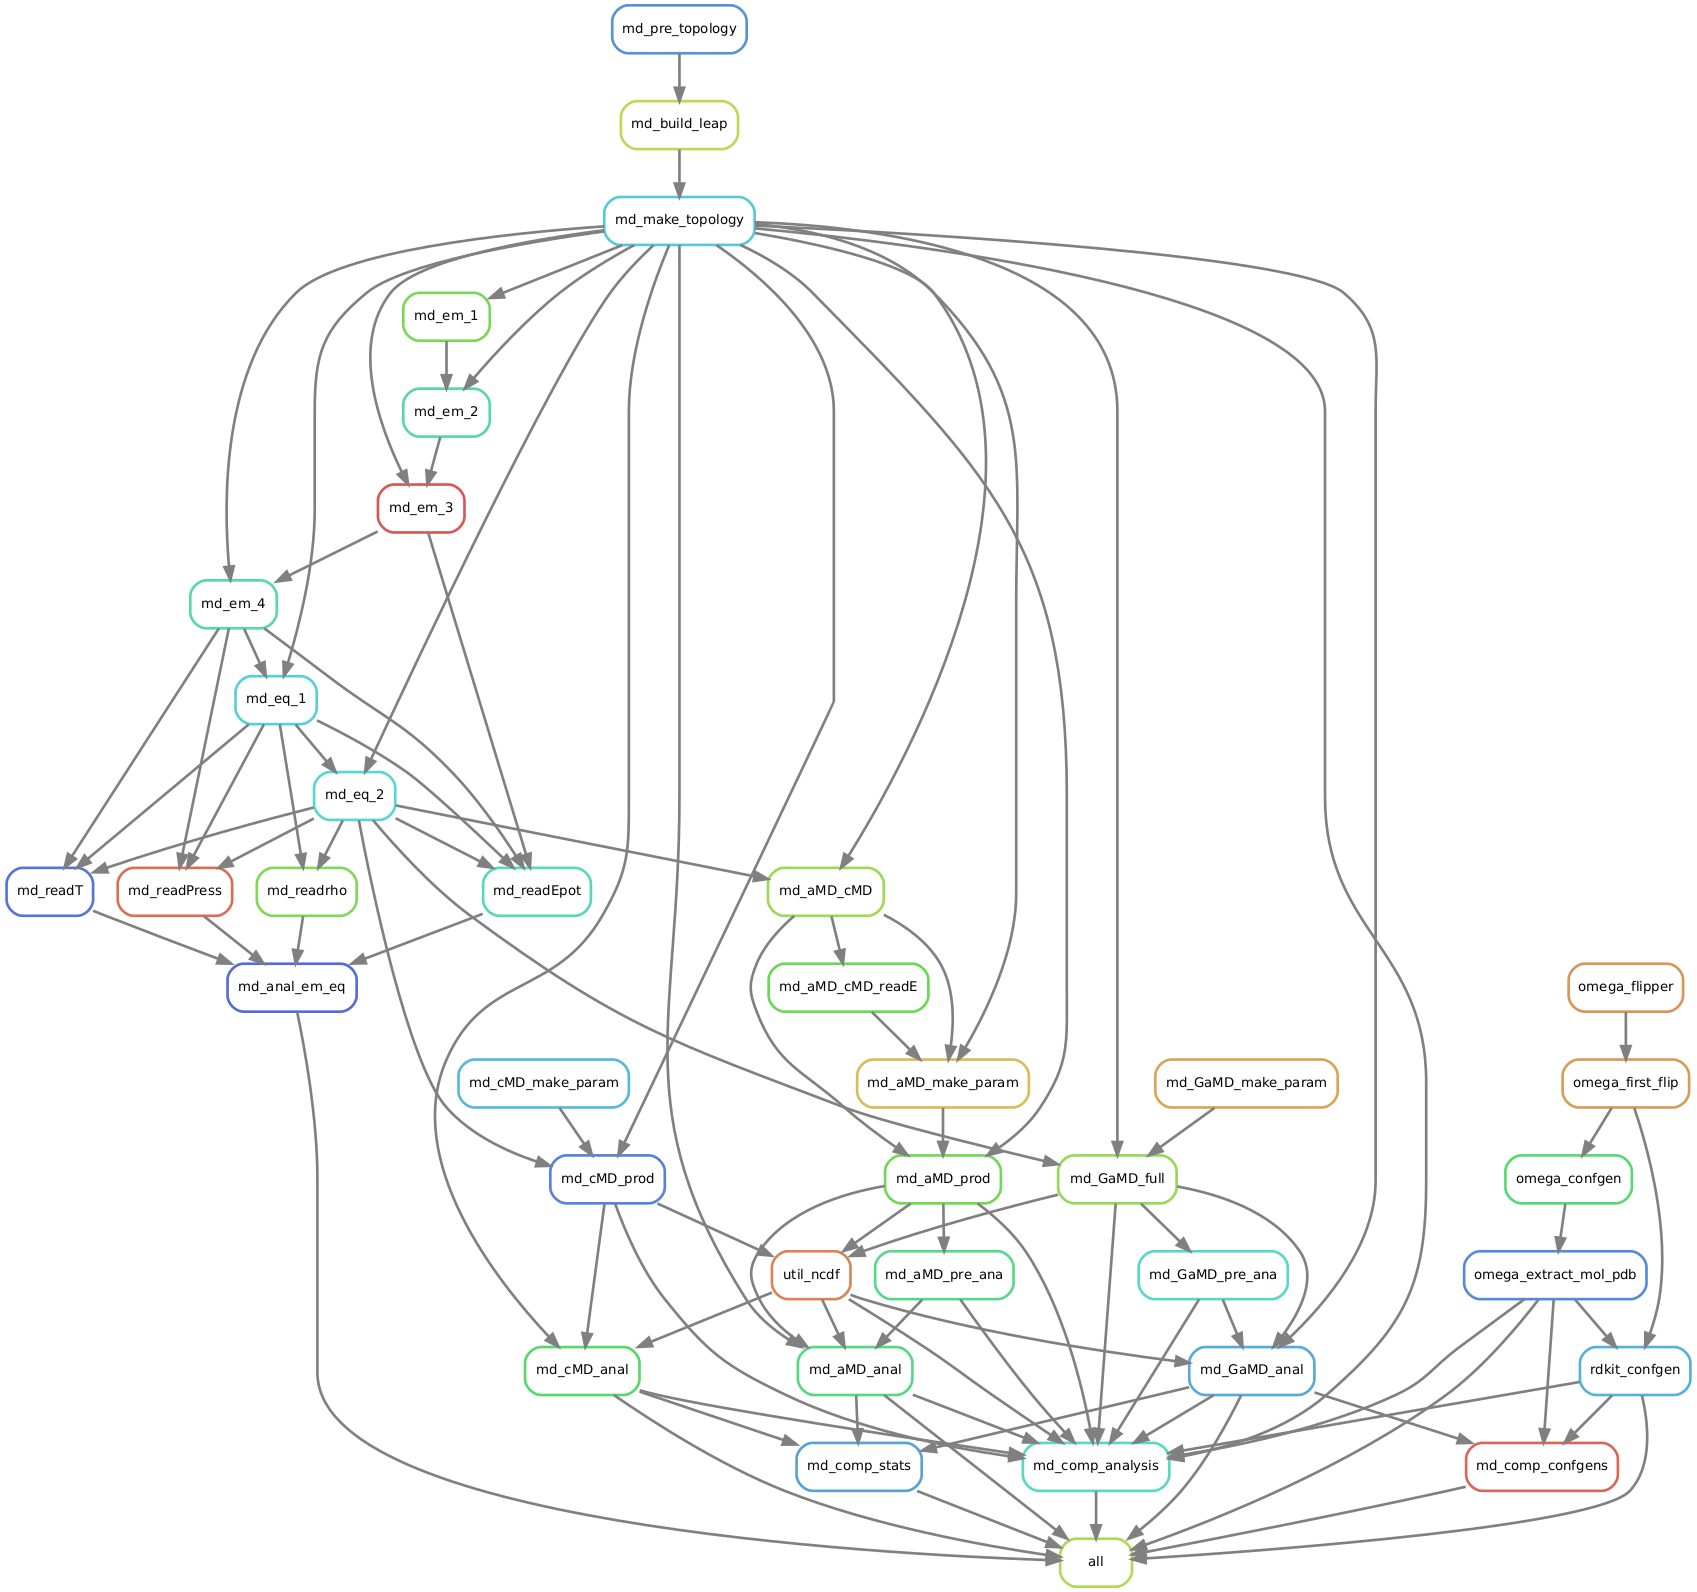 md_pre_topology
md_build_leap
md_make_topology
md_em_1
md_em_2
md_em_3
md_em_4
md_eq_1
md_eq_2
md_readT
md_readPress
md_readrho
md_readEpot
md_aMD_cMD
md_anal_em_eq
md_aMD_cMD_readE
omega_flipper
md_cMD_make_param
md_aMD_make_param
md_GaMD_make_param
omega_first_flip
md_cMD_prod
md_aMD_prod
md_GaMD_full
omega_confgen
util_ncdf
md_aMD_pre_ana
md_GaMD_pre_ana
omega_extract_mol_pdb
md_cMD_anal
md_aMD_anal
md_GaMD_anal
rdkit_confgen
md_comp_stats
md_comp_analysis
md_comp_confgens
all